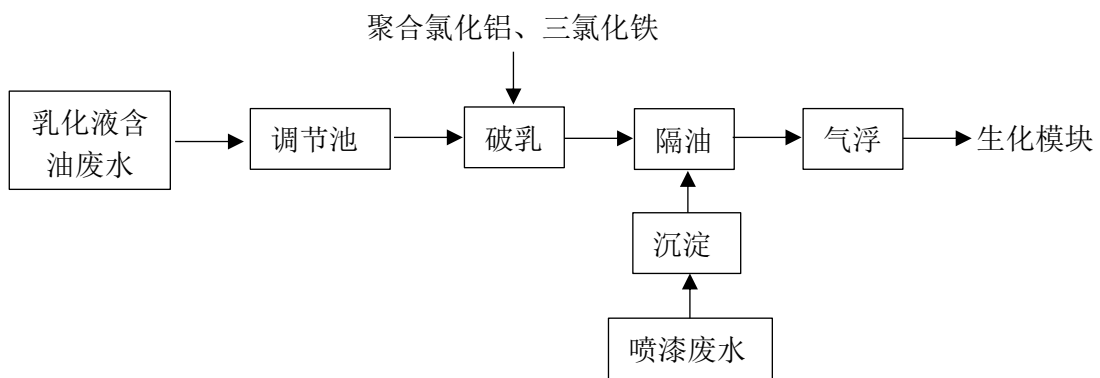 聚合氯化铝、三氯化铁
乳化液含
油废水
调节池
破乳
隔油
气浮
生化模块
沉淀
喷漆废水